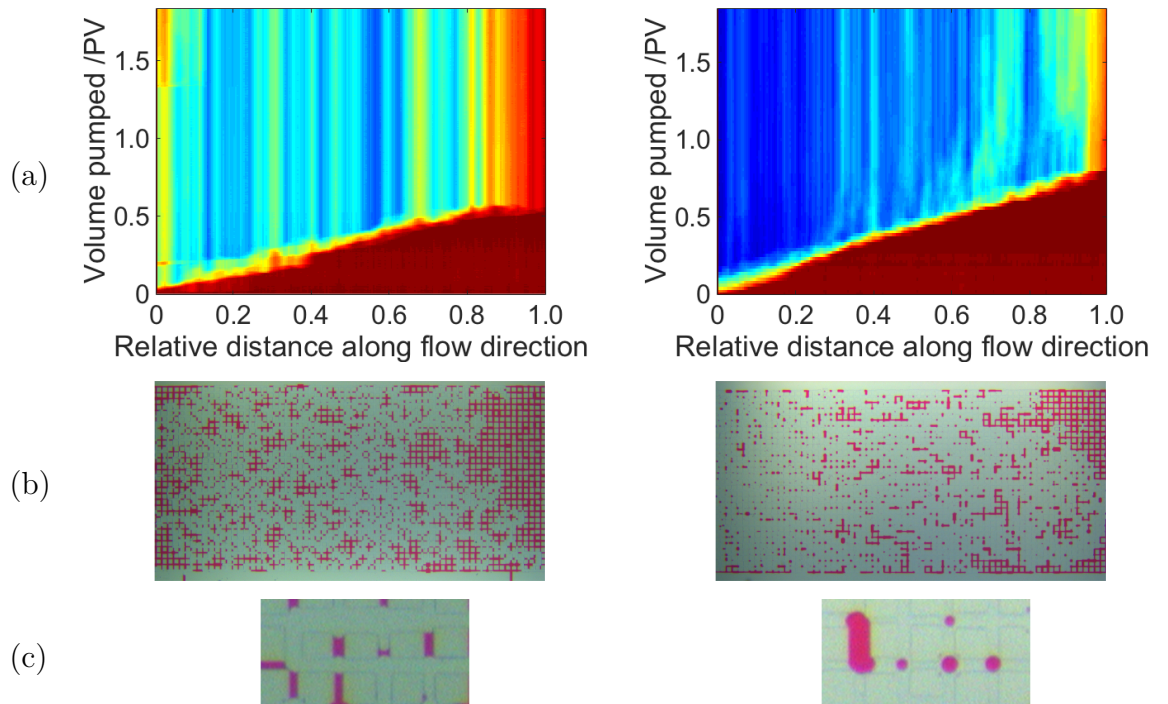 (a)
Volume pumped /PV
1.5
1.0
0.5
0
0 0.2 0.4 0.6 0.8 1.0
Relative distance along flow direction
Volume pumped /PV
1.5
1.0
0.5
0
0 0.2 0.4 0.6 0.8 1.0
Relative distance along flow direction
(b)
(c)